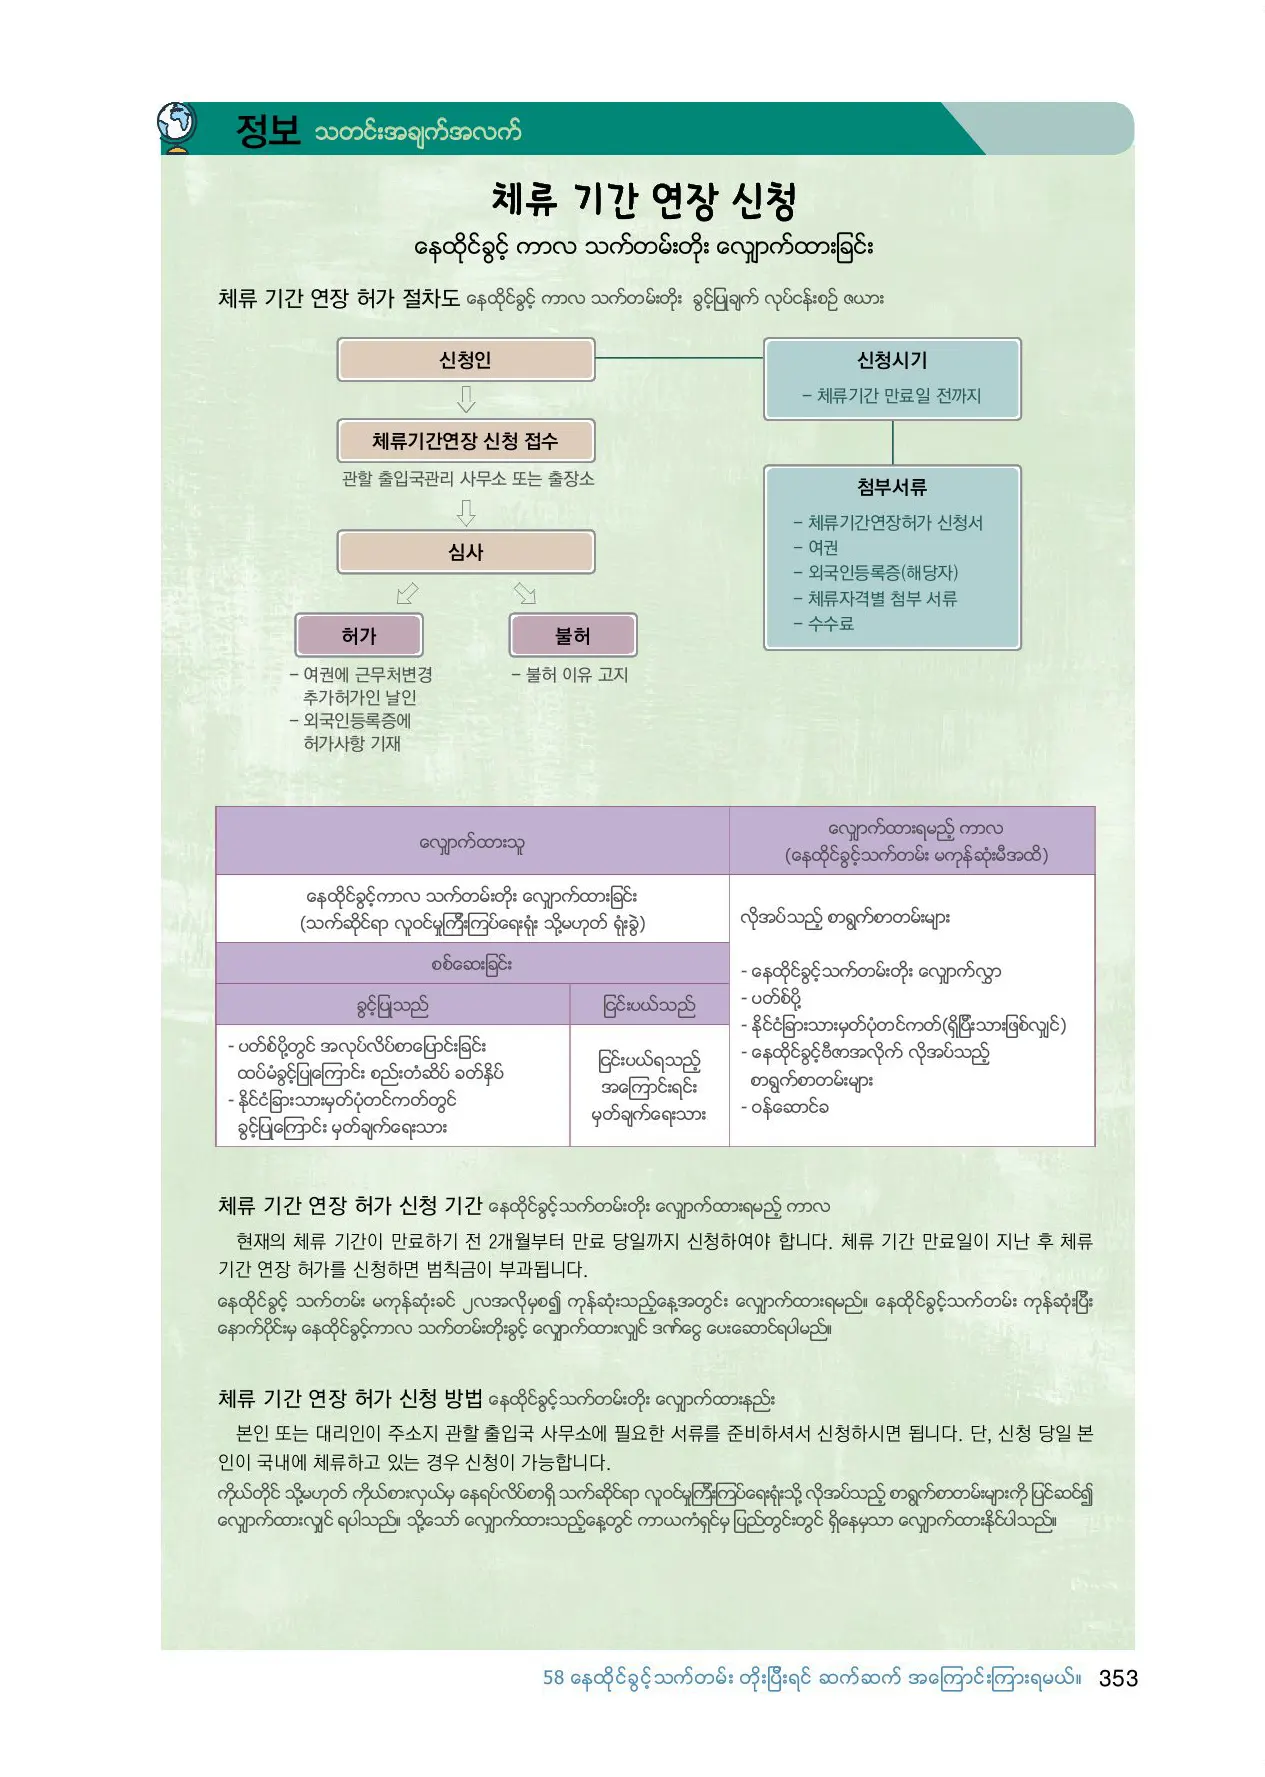 정보 သတင်းအချက်အလက်
체류 기간 연장 신청
နေထိုင်ခွင့် ကာလ သက်တမ်းတိုး လျှောက်ထားခြင်း
체류 기간 연장 허가 절차도 နေထိုင်ခွင့် ကာလ သက်တမ်းတိုး ခွင့်ပြုချက် လုပ်ငန်းစဉ် ဇယား
신청인
체류기간연장 신청 접수
관할 출입국관리 사무소 또는 출장소
심사
허가
- 여권에 근무처변경
추가허가인 날인
- 외국인등록증에
허가사항 기재
불허
- 불허 이유 고지
신청시기
- 체류기간 만료일 전까지
첨부서류
- 체류기간연장허가 신청서
- 여권
- 외국인등록증(해당자)
- 체류자격별 첨부 서류
- 수수료
လျှောက်ထားသူ
လျှောက်ထားရမည့် ကာလ
(နေထိုင်ခွင့်သက်တမ်း မကုန်ဆုံးမီအထိ)
နေထိုင်ခွင့်ကာလ သက်တမ်းတိုး လျှောက်ထားခြင်း
(သက်ဆိုင်ရာ လူဝင်မှုကြီးကြပ်ရေးရုံး သို့မဟုတ် ရုံးခွဲ)
စစ်ဆေးခြင်း
ခွင့်ပြုသည်
ငြင်းပယ်သည်
- ပတ်စ်ပို့တွင် အလုပ်လိပ်စာပြောင်းခြင်း
ထပ်မံခွင့်ပြုကြောင်း စည်းတံဆိပ် ခတ်နှိပ်
- နိုင်ငံခြားသားမှတ်ပုံတင်ကတ်တွင်
ခွင့်ပြုကြောင်း မှတ်ချက်ရေးသား
ငြင်းပယ်ရသည့်
အကြောင်းရင်း
မှတ်ချက်ရေးသား
လိုအပ်သည့် စာရွက်စာတမ်းများ
- နေထိုင်ခွင့်သက်တမ်းတိုး လျှောက်လွှာ
- ပတ်စ်ပို့
- နိုင်ငံခြားသားမှတ်ပုံတင်ကတ်(ရှိပြီးသားဖြစ်လျှင်)
- နေထိုင်ခွင့်ဗီဇာအလိုက် လိုအပ်သည့်
စာရွက်စာတမ်းများ
- ဝန်ဆောင်ခ
체류 기간 연장 허가 신청 기간 နေထိုင်ခွင့်သက်တမ်းတိုး လျှောက်ထားရမည့် ကာလ
현재의 체류 기간이 만료하기 전 2개월부터 만료 당일까지 신청하여야 합니다. 체류 기간 만료일이 지난 후 체류
기간 연장 허가를 신청하면 범칙금이 부과됩니다.
နေထိုင်ခွင့် သက်တမ်း မကုန်ဆုံးခင် ၂လအလိုမှစ၍ ကုန်ဆုံးသည့်နေ့အတွင်း လျှောက်ထားရမည်။ နေထိုင်ခွင့်သက်တမ်း ကုန်ဆုံးပြီး
နောက်ပိုင်းမှ နေထိုင်ခွင့်ကာလ သက်တမ်းတိုးခွင့် လျှောက်ထားလျှင် ဒဏ်ငွေ ပေးဆောင်ရပါမည်။
체류 기간 연장 허가 신청 방법 နေထိုင်ခွင့်သက်တမ်းတိုး လျှောက်ထားနည်း
본인 또는 대리인이 주소지 관할 출입국 사무소에 필요한 서류를 준비하셔서 신청하시면 됩니다. 단, 신청 당일 본
인이 국내에 체류하고 있는 경우 신청이 가능합니다.
ကိုယ်တိုင် သို့မဟုတ် ကိုယ်စားလှယ်မှ နေရပ်လိပ်စာရှိ သက်ဆိုင်ရာ လူဝင်မှုကြီးကြပ်ရေးရုံးသို့ လိုအပ်သည့် စာရွက်စာတမ်းများကို ပြင်ဆင်၍
လျှောက်ထားလျှင် ရပါသည်။ သို့သော် လျှောက်ထားသည့်နေ့တွင် ကာယကံရှင်မှ ပြည်တွင်းတွင် ရှိနေမှသာ လျှောက်ထားနိုင်ပါသည်။
58 နေထိုင်ခွင့်သက်တမ်း တိုးပြီးရင် ဆက်ဆက် အကြောင်းကြားရမယ်။ 353